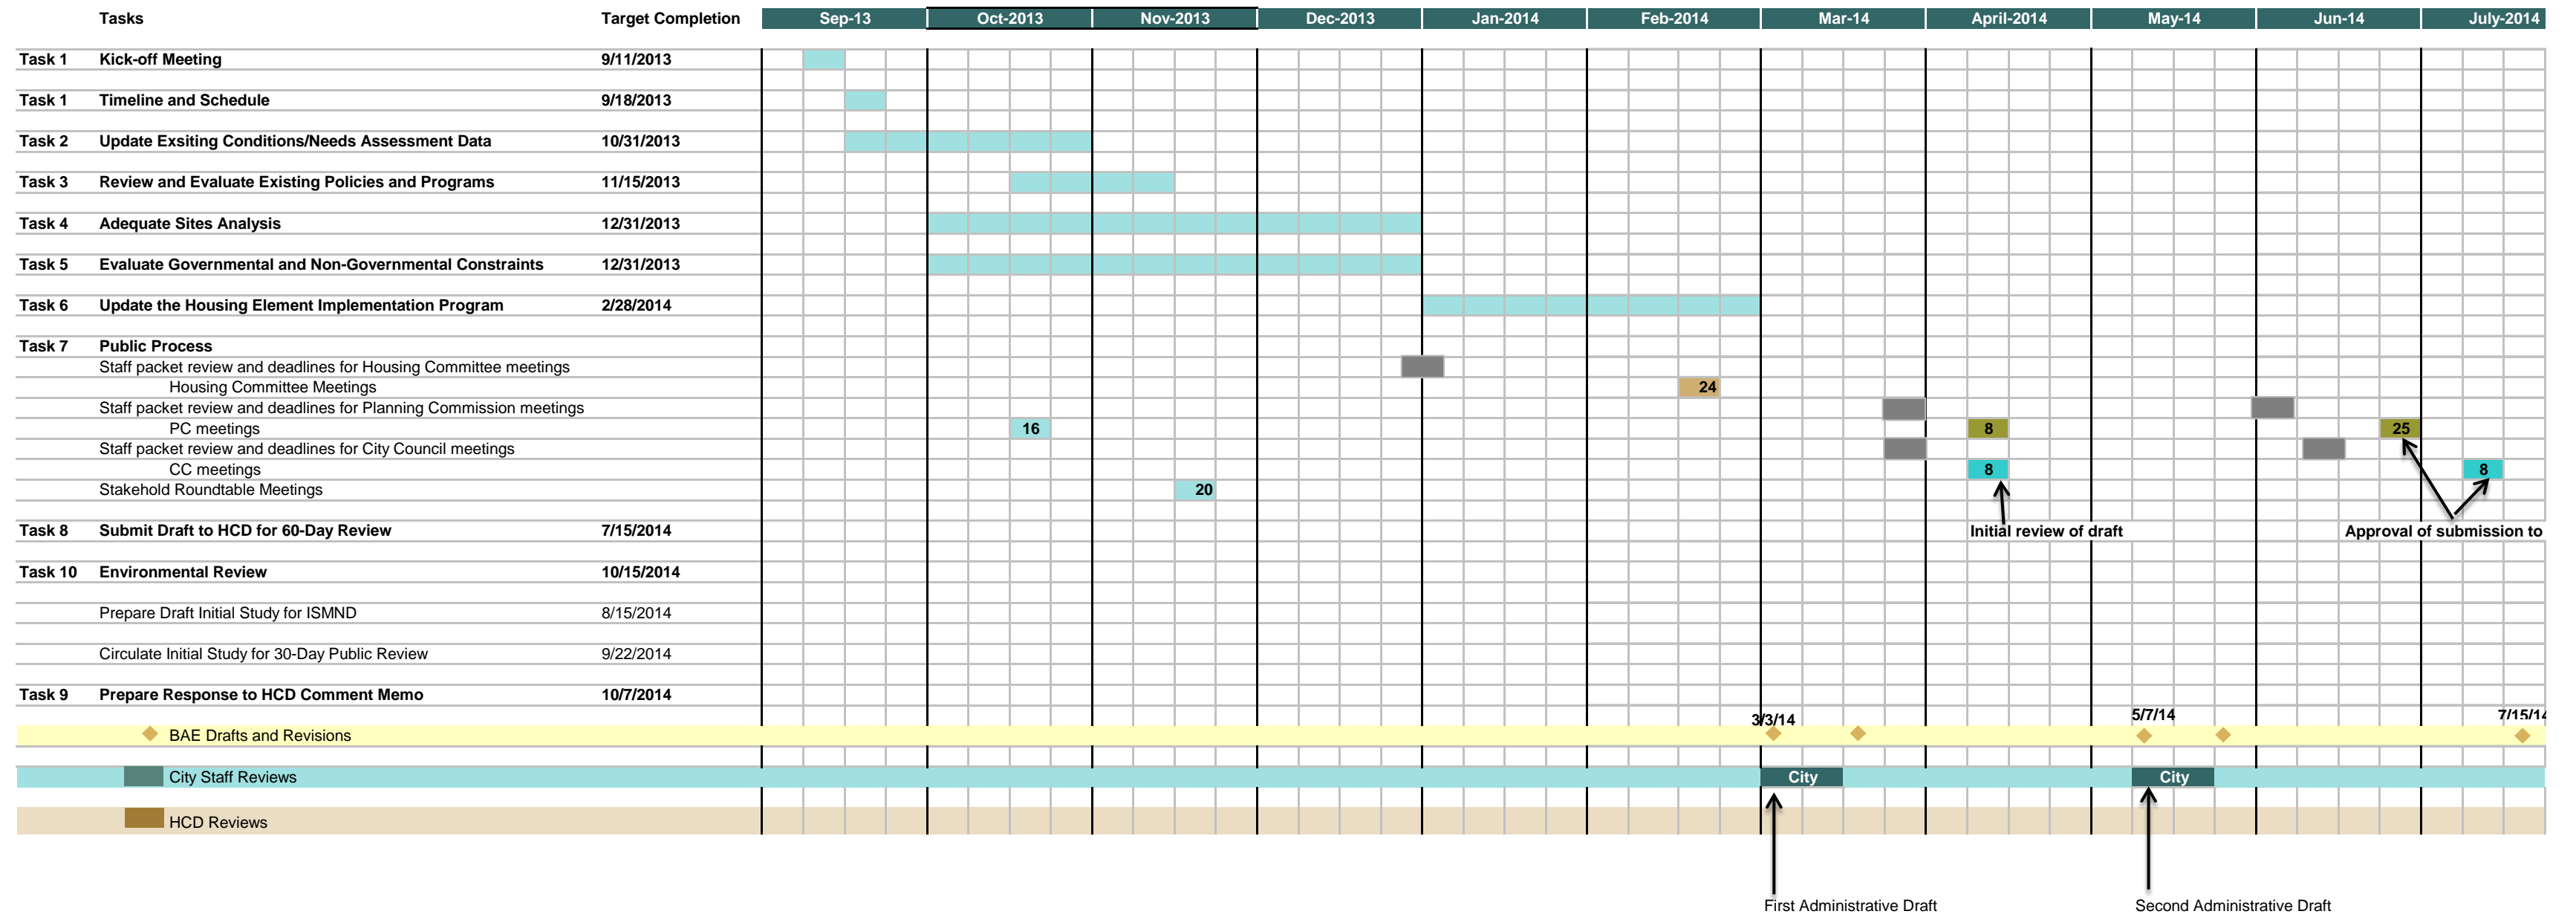 Tasks Target Completion Sep-13 Oct-2013 Nov-2013 Dec-2013 Jan-2014 Feb-2014 Mar-14 April-2014 May-14 Jun-14 July-2014
Task 1 Kick-off Meeting 9/11/2013
Task 1 Timeline and Schedule 9/18/2013
Task 2 Update Exsiting Conditions/Needs Assessment Data 10/31/2013
Task 3 Review and Evaluate Existing Policies and Programs 11/15/2013
Task 4 Adequate Sites Analysis 12/31/2013
Task 5 Evaluate Governmental and Non-Governmental Constraints 12/31/2013
Task 6 Update the Housing Element Implementation Program 2/28/2014
Task 7 Public Process
Staff packet review and deadlines for Housing Committee meetings
Housing Committee Meetings 24
Staff packet review and deadlines for Planning Commission meetings
PC meetings 16 8 25
Staff packet review and deadlines for City Council meetings
CC meetings 8 8
Stakehold Roundtable Meetings 20
Task 8 Submit Draft to HCD for 60-Day Review 7/15/2014 Initial review of draft Approval of submission to
Task 10 Environmental Review 10/15/2014
Prepare Draft Initial Study for ISMND 8/15/2014
Circulate Initial Study for 30-Day Public Review 9/22/2014
Task 9 Prepare Response to HCD Comment Memo 10/7/2014
3/3/14 5/7/14 7/15/14
BAE Drafts and Revisions
City Staff Reviews City City
HCD Reviews
First Administrative Draft Second Administrative Draft